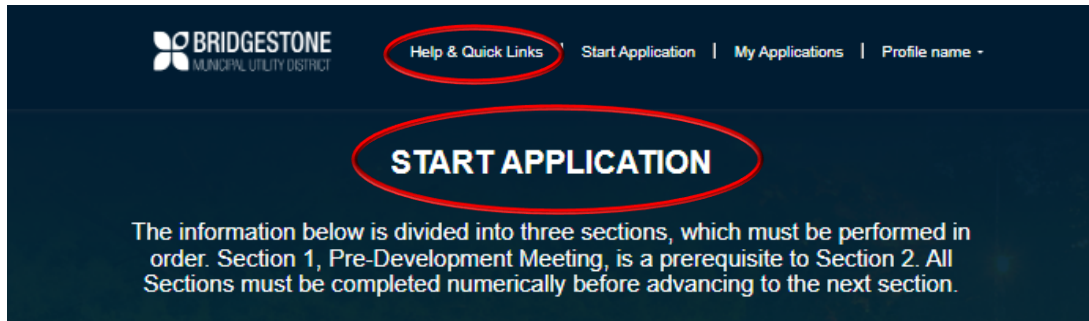 BRIDGESTONE
MUNICIPAL UTILITY DISTRICT
Help & Quick Links | Start Application | My Applications | Profile name
START APPLICATION
The information below is divided into three sections, which must be performed in
order. Section 1, Pre-Development Meeting, is a prerequisite to Section 2. All
Sections must be completed numerically before advancing to the next section.